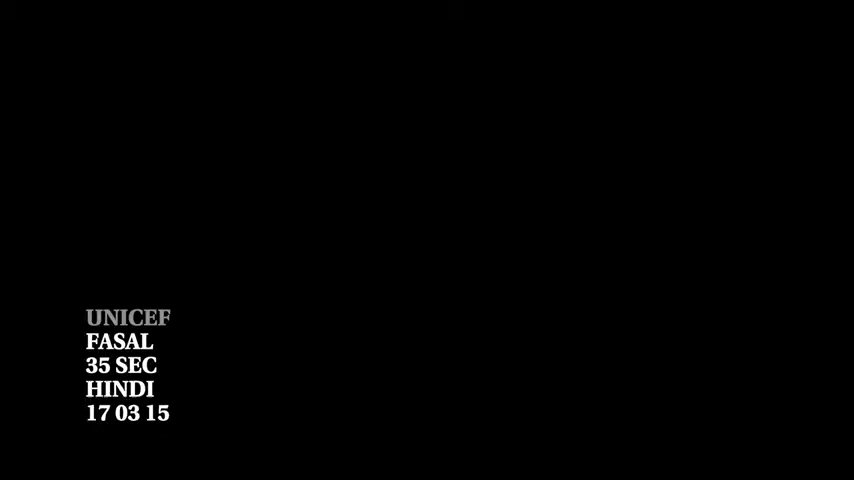 UNICEF
FASAL
35 SEC
HINDI
17 03 15